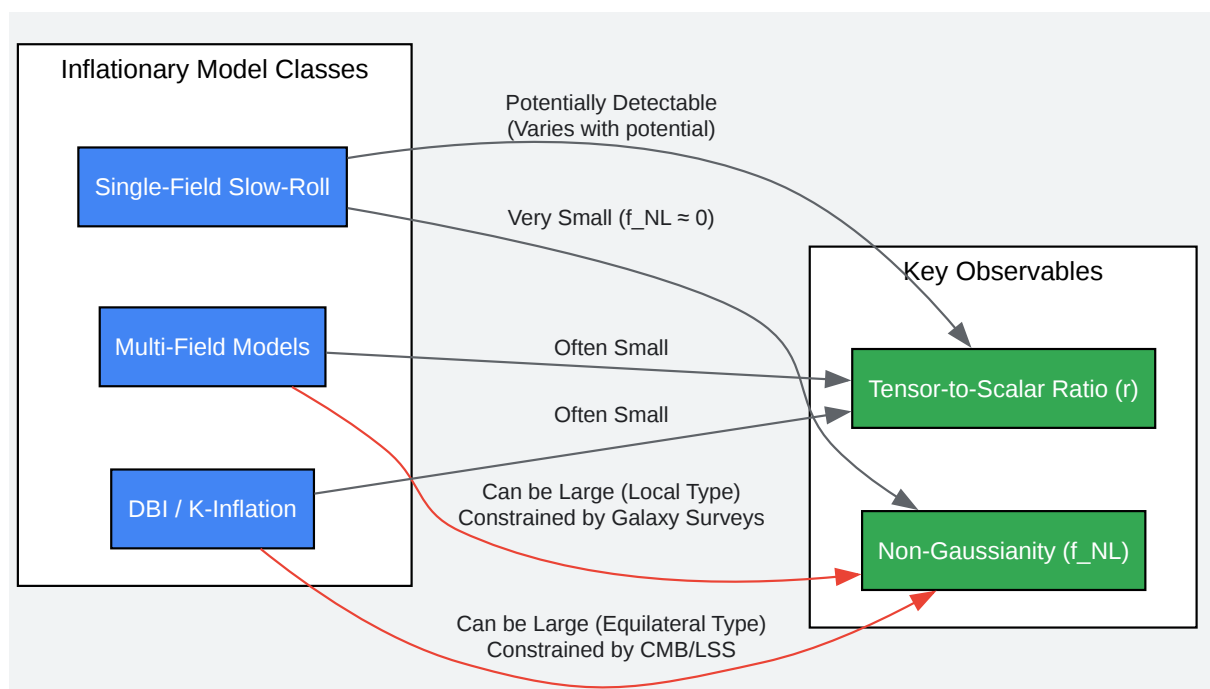 Inflationary Model Classes
Single-Field Slow-Roll
Multi-Field Models
DBI / K-Inflation
Potentially Detectable
(Varies with potential)
Very Small (f_NL ≈ 0)
Often Small
Often Small
Can be Large (Local Type)
Constrained by Galaxy Surveys
Can be Large (Equilateral Type)
Constrained by CMB/LSS
Key Observables
Tensor-to-Scalar Ratio (r)
Non-Gaussianity (f_NL)